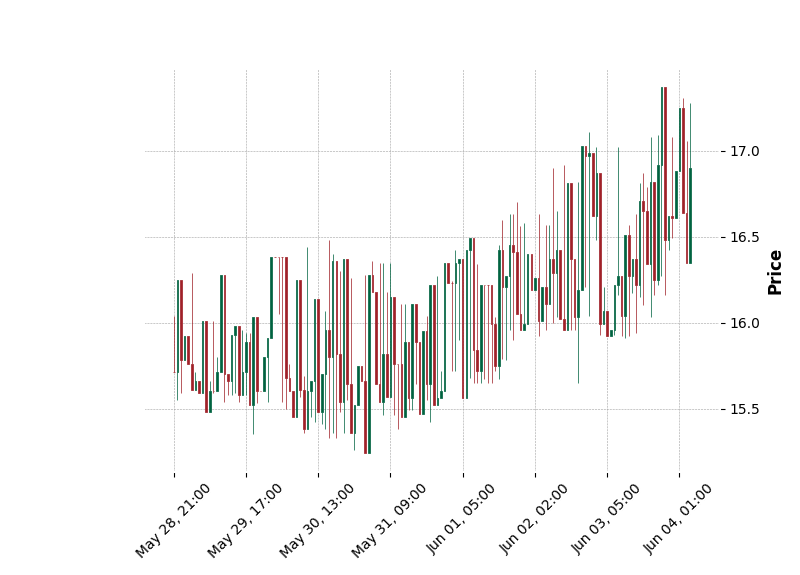 17.0
16.5
16.0
15.5
Price
May 28, 21:00
May 29, 17:00
May 30, 13:00
May 31, 09:00
Jun 01, 05:00
Jun 02, 02:00
Jun 03, 05:00
Jun 04, 01:00